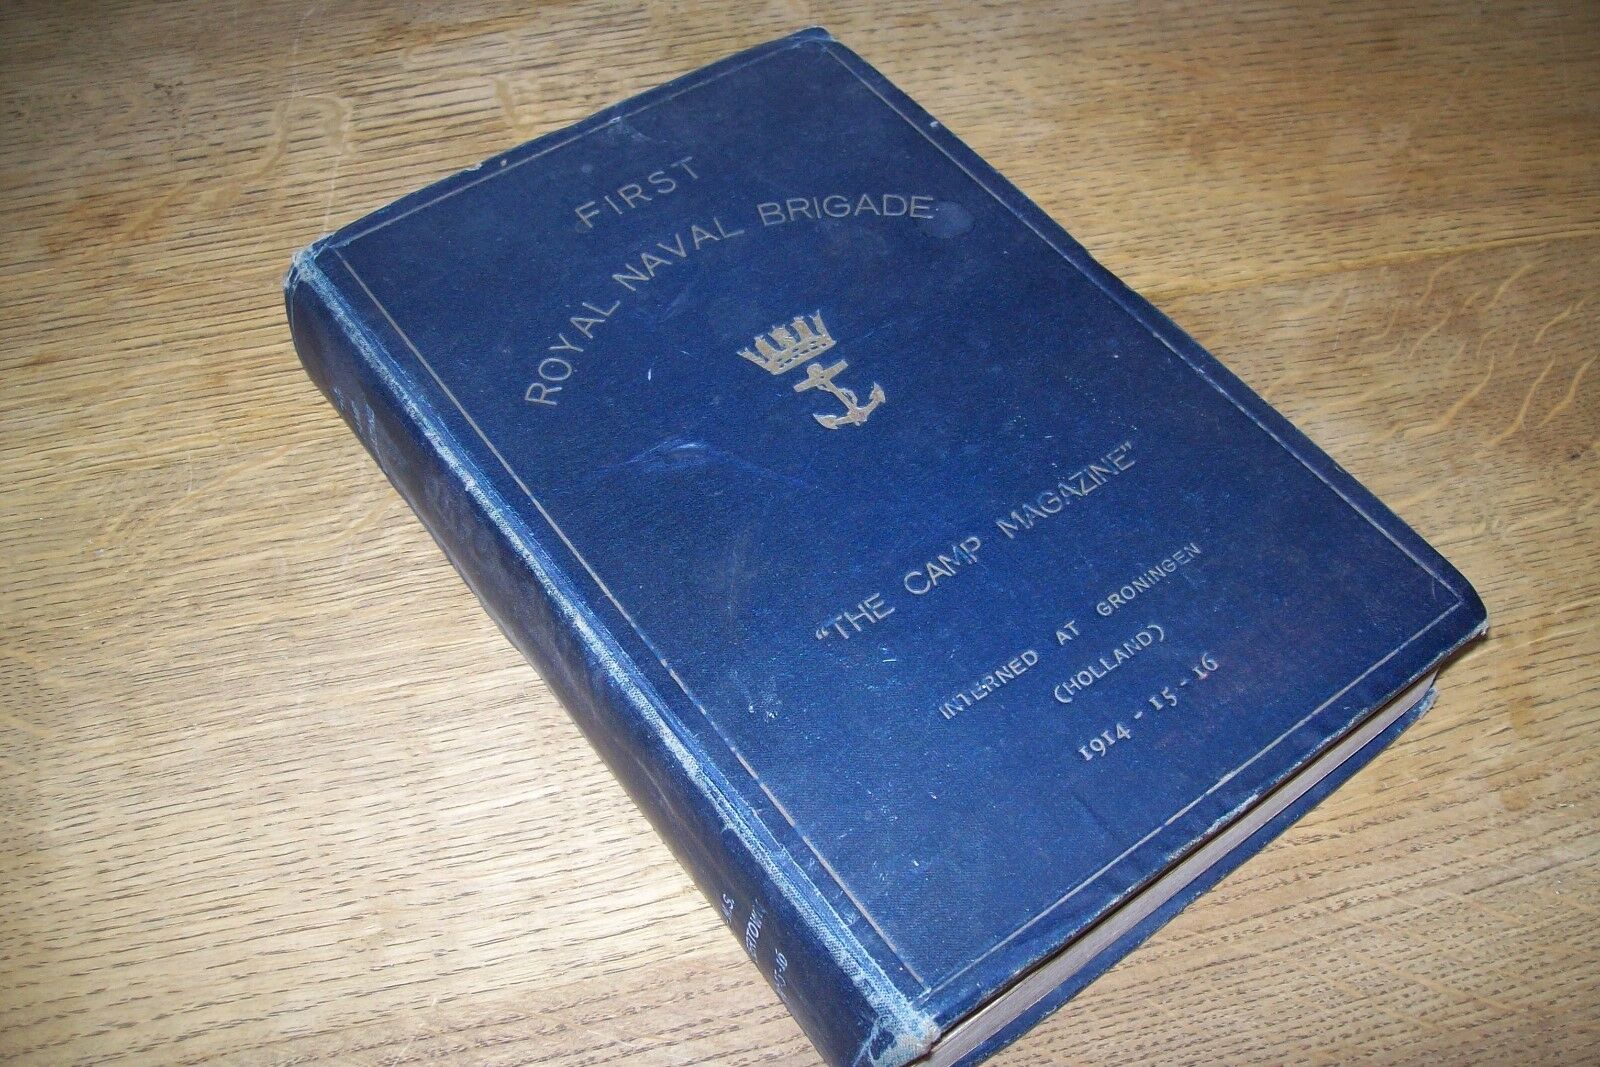 FIRST
ROYAL NAVAL BRIGADE
"THE CAMP MAGAZINE"
INTERNED AT GRONINGEN
(HOLLAND)
1914 - 15 - 16